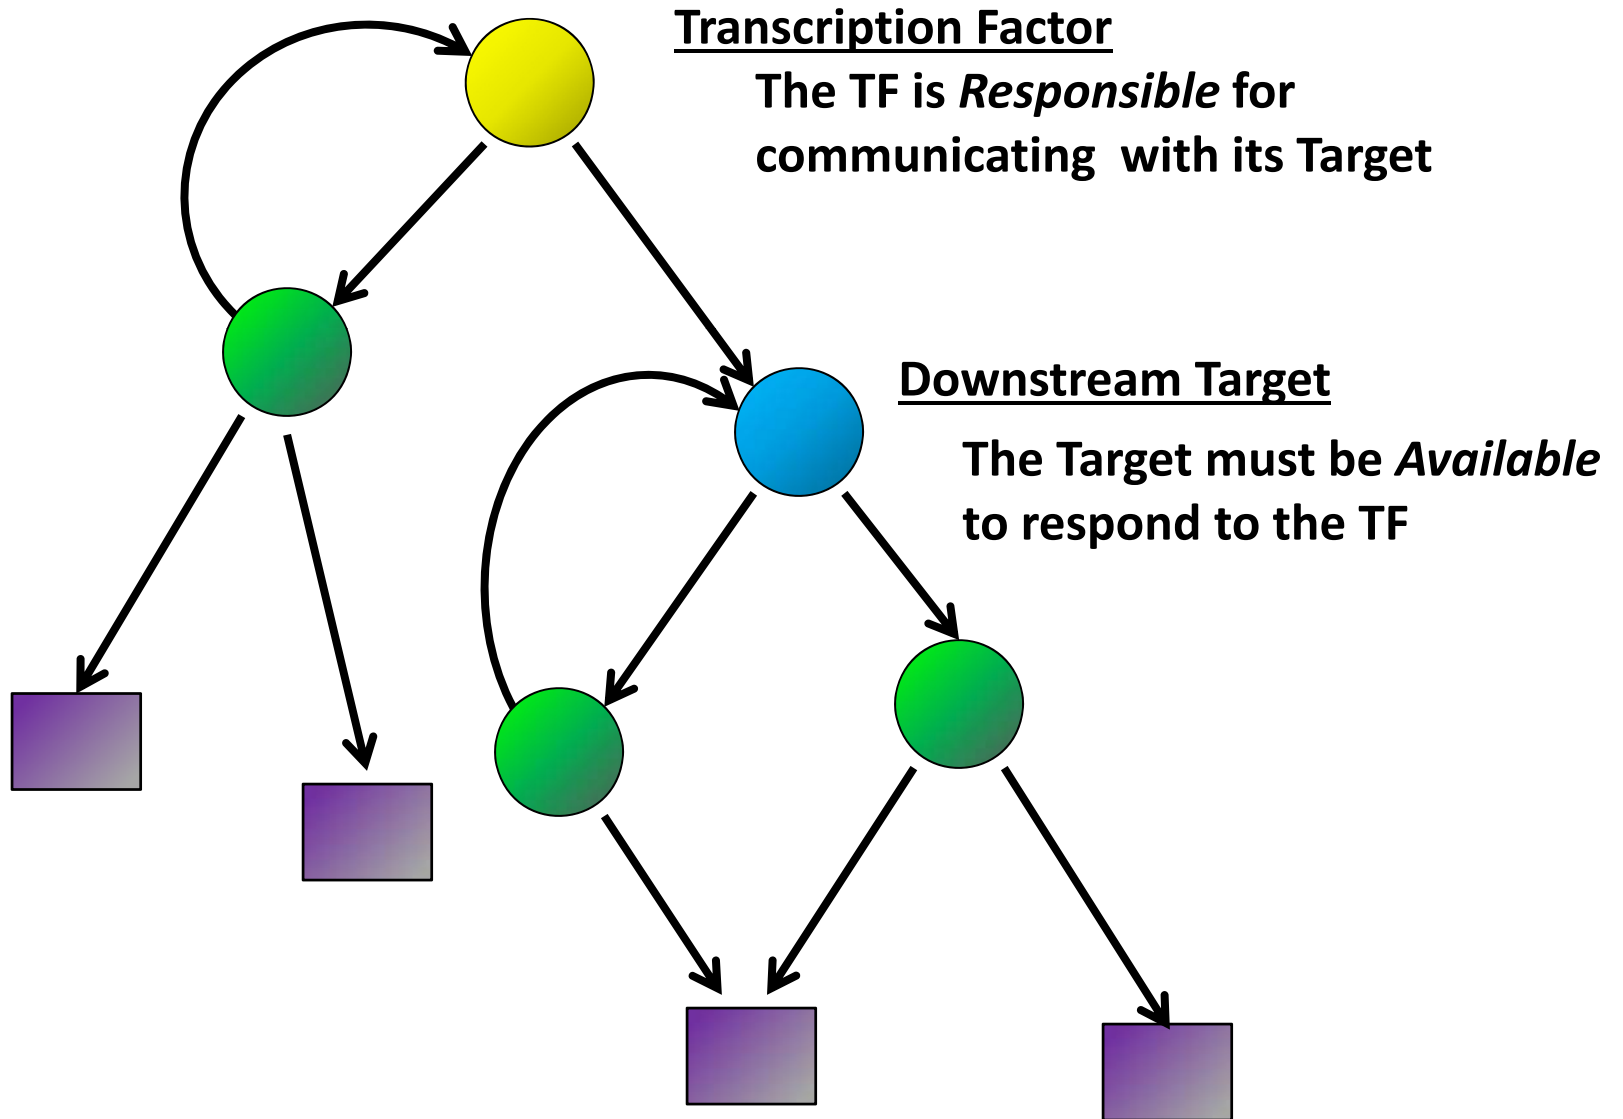 Transcription Factor
The TF is Responsible for
communicating  with its Target
Downstream Target
The Target must be Available
to respond to the TF